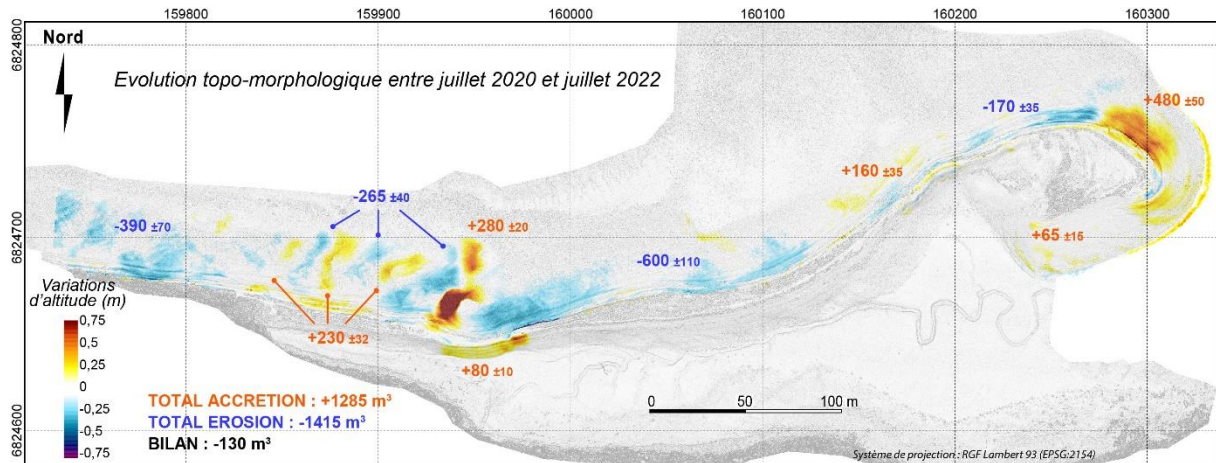 159800
159900
160000
160100
160200
160300
6824800
6824700
6824600
Nord
Evolution topo-morphologique entre juillet 2020 et juillet 2022
-170 ±35
+480 ±50
+160 ±35
-265 ±40
-390 ±70
+280 ±20
+65 ±15
-600 ±110
Variations
d'altitude (m)
0,75
0,5
0,25
0
-0,25
-0,5
-0,75
+230 ±32
+80 ±10
TOTAL ACCRETION : +1285 m³
TOTAL EROSION : -1415 m³
BILAN : -130 m³
0 50 100 m
Système de projection : RGF Lambert 93 (EPSG:2154)